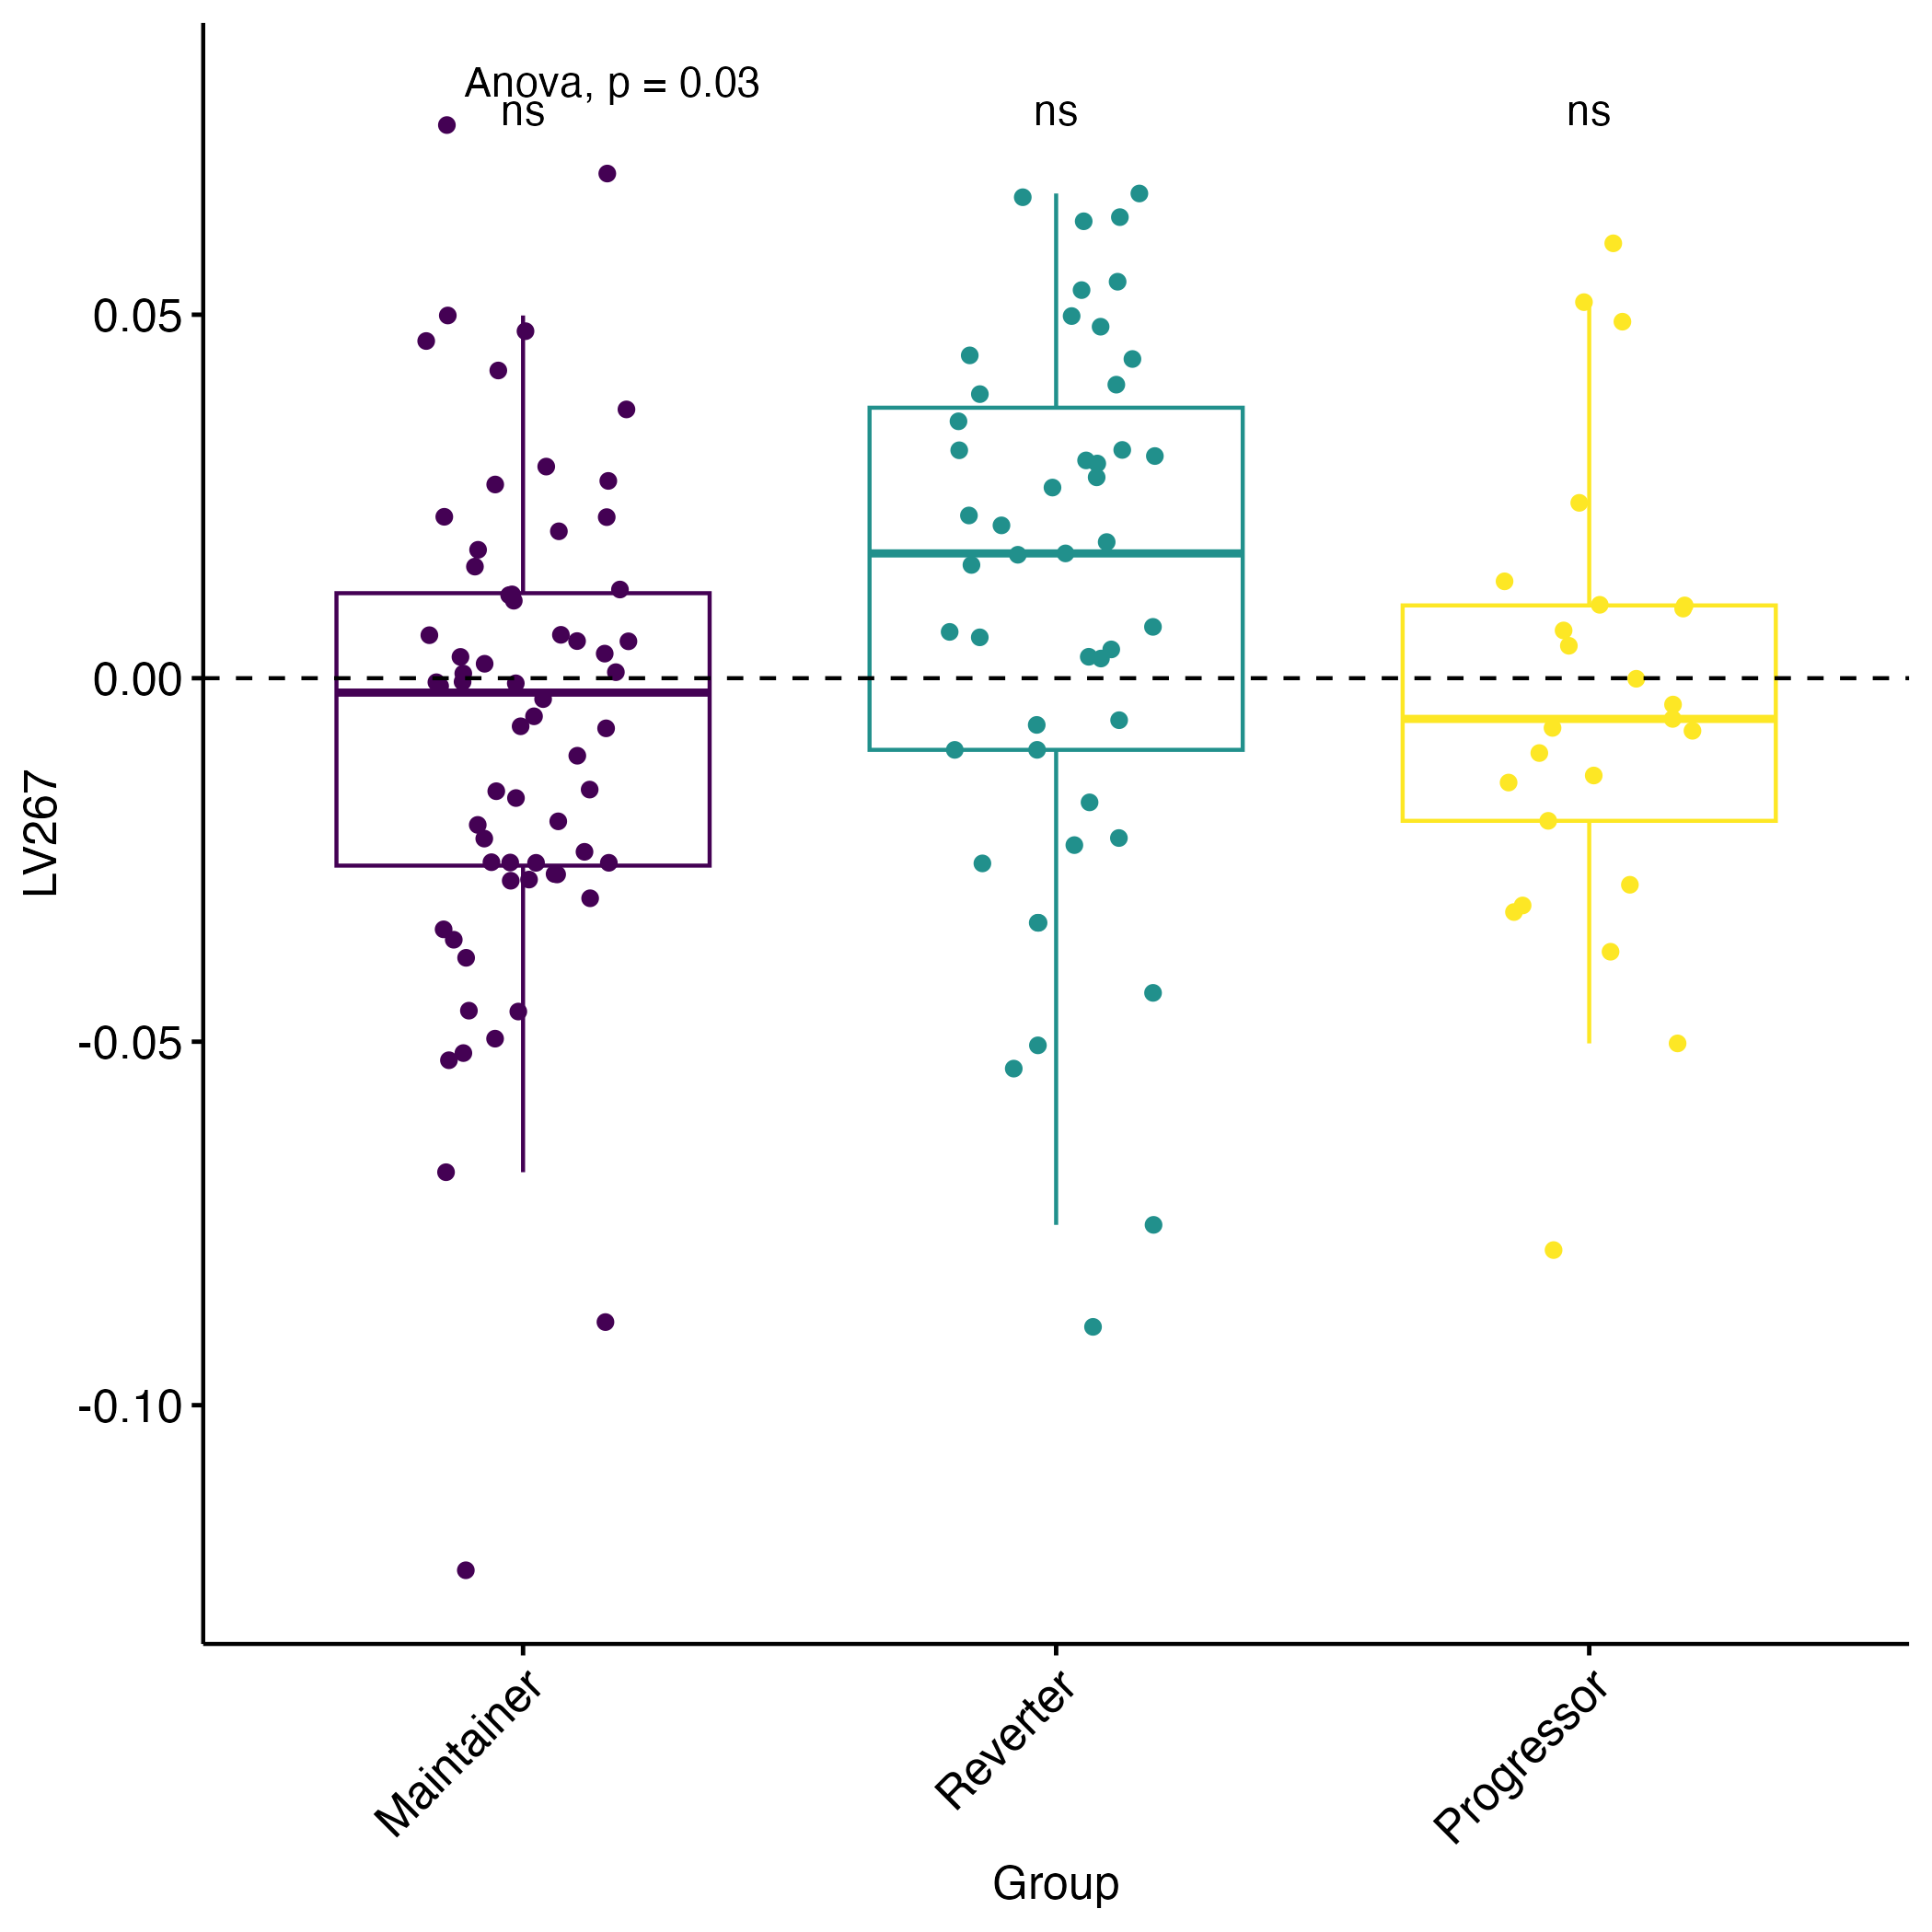 Anova, p = 0.03
ns
ns
ns
0.05
0.00
-0.05
-0.10
LV267
Maintainer
Reverter
Progressor
Group